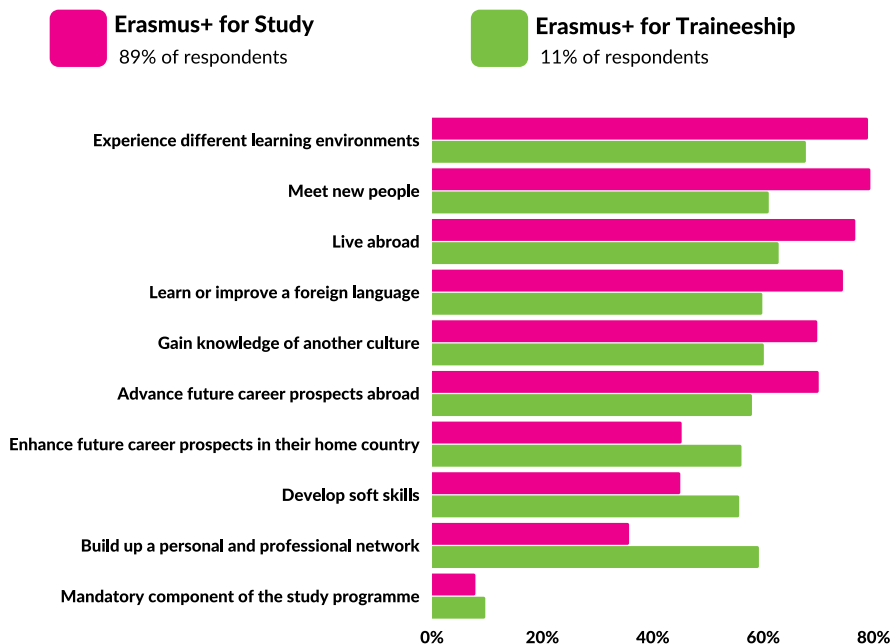 Erasmus+ for Study
89% of respondents
Erasmus+ for Traineeship
11% of respondents
Experience different learning environments
Meet new people
Live abroad
Learn or improve a foreign language
Gain knowledge of another culture
Advance future career prospects abroad
Enhance future career prospects in their home country
Develop soft skills
Build up a personal and professional network
Mandatory component of the study programme
0% 20% 40% 60% 80%